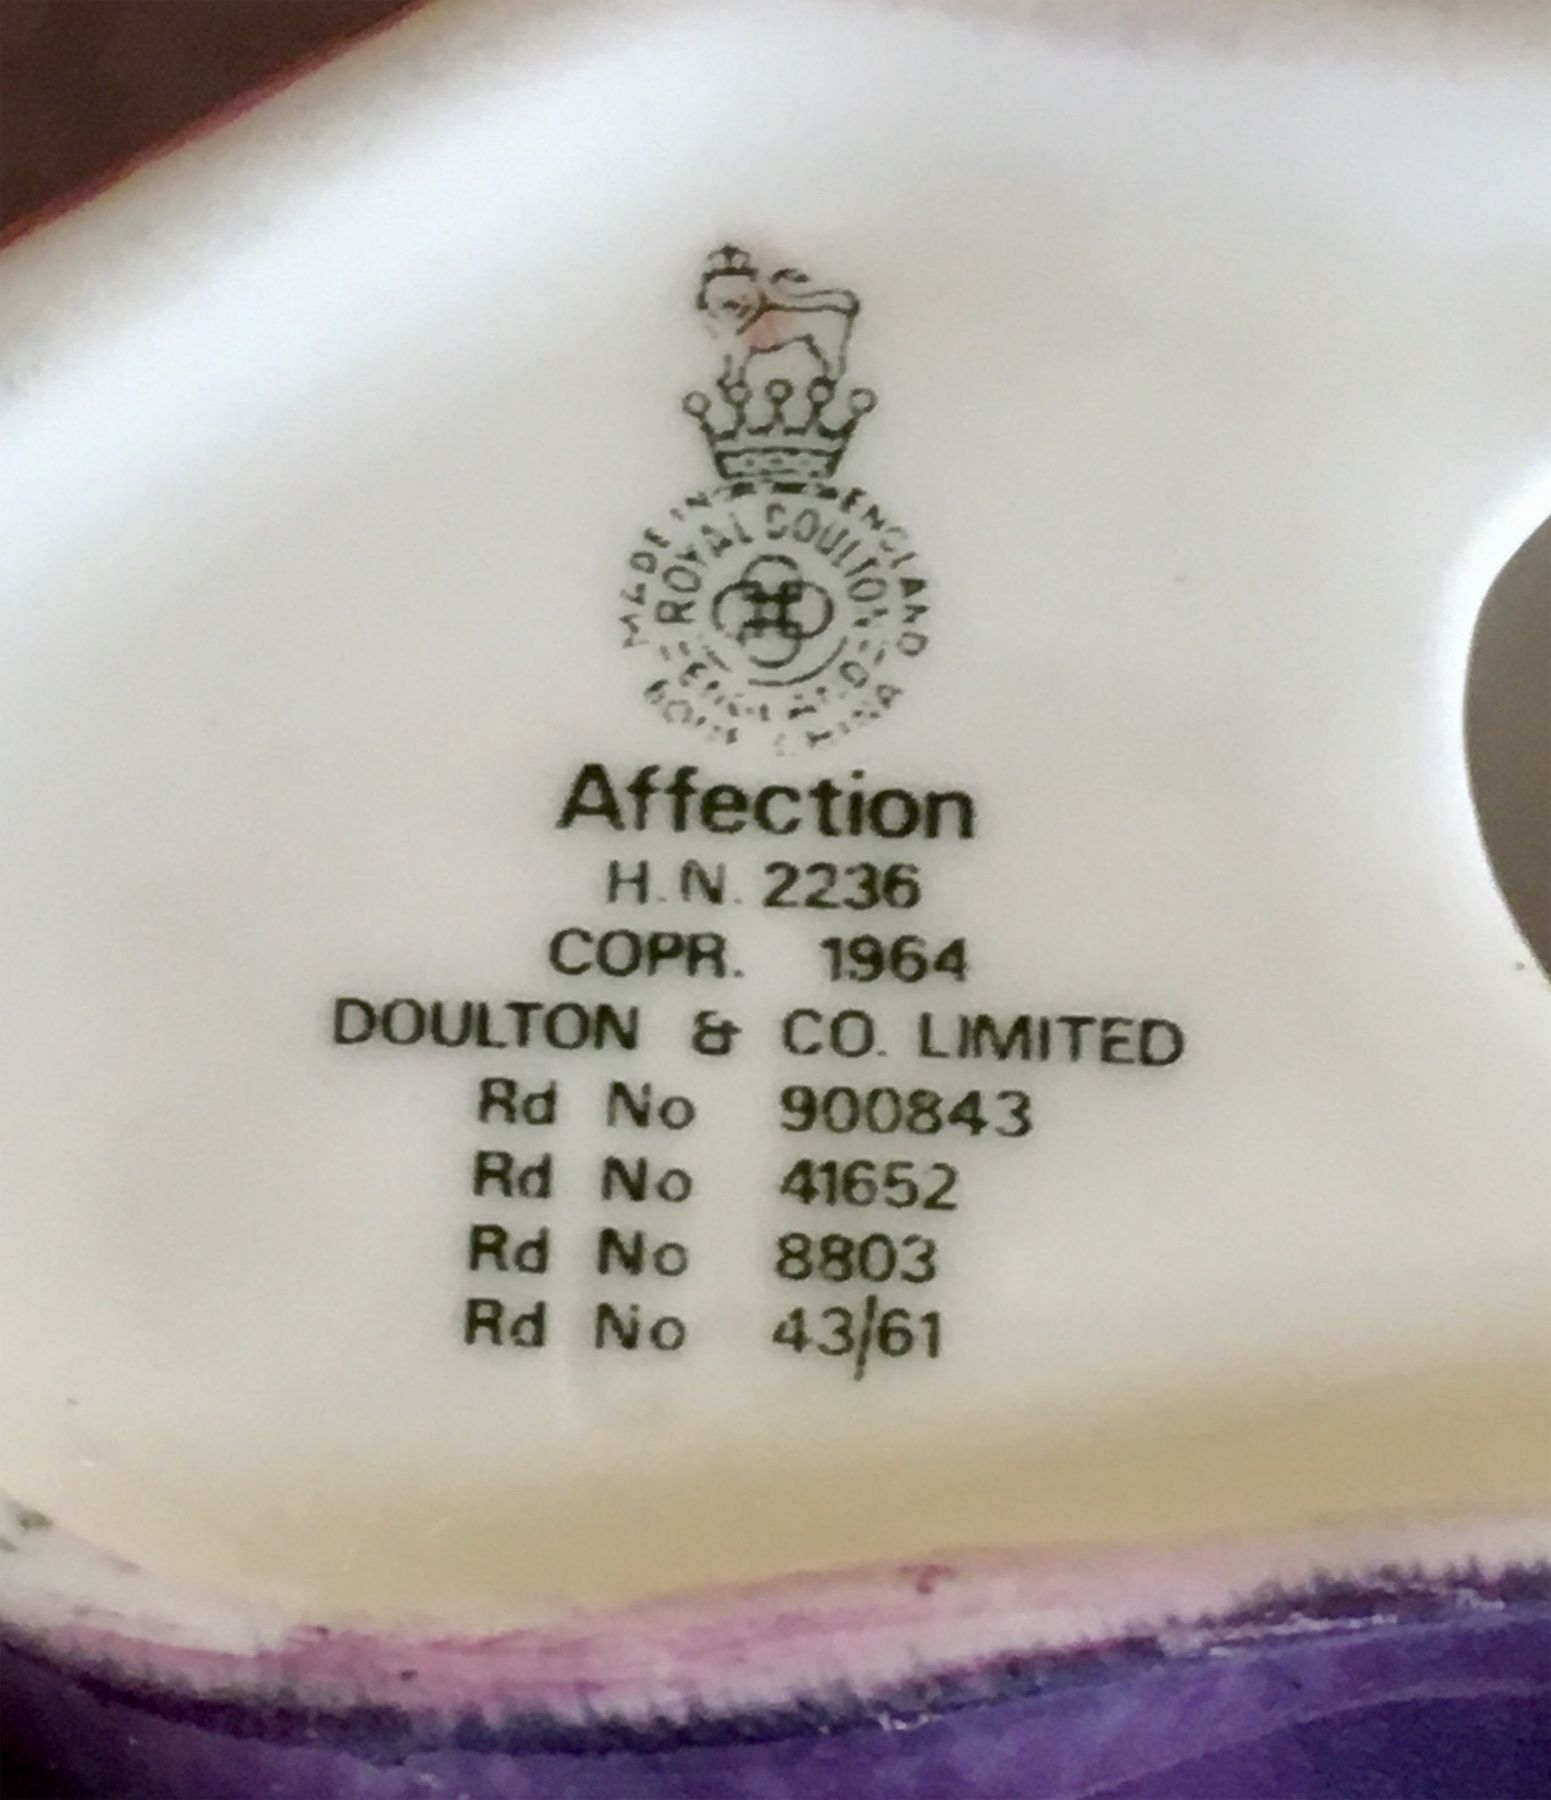 MADE IN ENGLAND
ROYAL DOULTON
ENGLAND
BONE CHINA
Affection
H.N. 2236
COPR. 1964
DOULTON & CO. LIMITED
Rd No 900843
Rd No 41652
Rd No 8803
Rd No 43/61